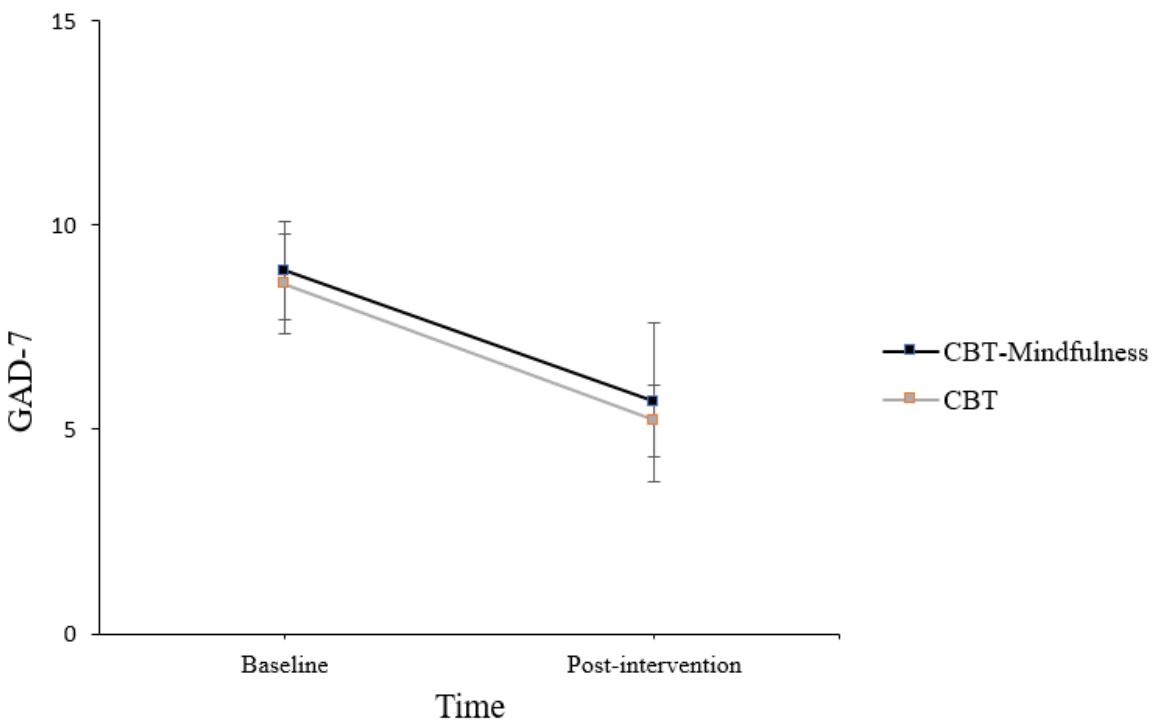 15
10
5
0
GAD-7
Baseline
Post-intervention
Time
CBT-Mindfulness
CBT